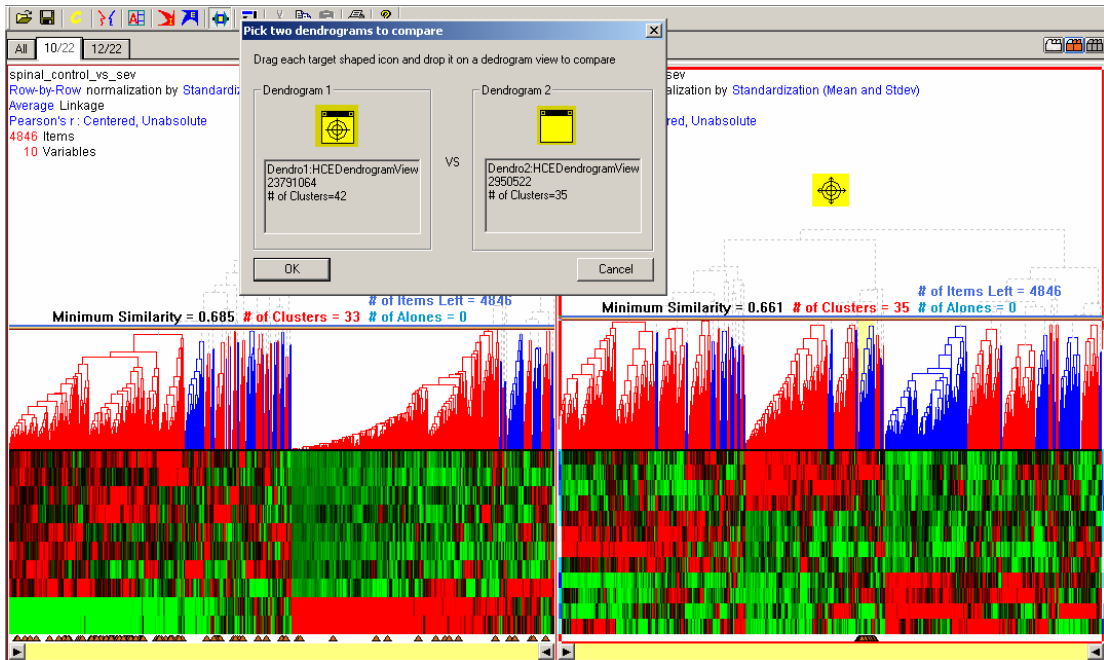 Pick two dendrograms to compare
All 10/22 12/22
Drag each target shaped icon and drop it on a dedrogram view to compare
spinal_control_vs_sev
Row-by-Row normalization by Standardiz
Average Linkage
Pearson's r : Centered, Unabsolute
4846 Items
10 Variables
Dendrogram 1
Dendro1:HCEDendrogramView
23791064
# of Clusters=42
VS
Dendrogram 2
Dendro2:HCEDendrogramView
2950522
# of Clusters=35
OK
Cancel
sev
alization by Standardization (Mean and Stdev)
red, Unabsolute
# of Items Left = 4846
Minimum Similarity = 0.685 # of Clusters = 33 # of Alones = 0
# of Items Left = 4846
Minimum Similarity = 0.661 # of Clusters = 35 # of Alones = 0